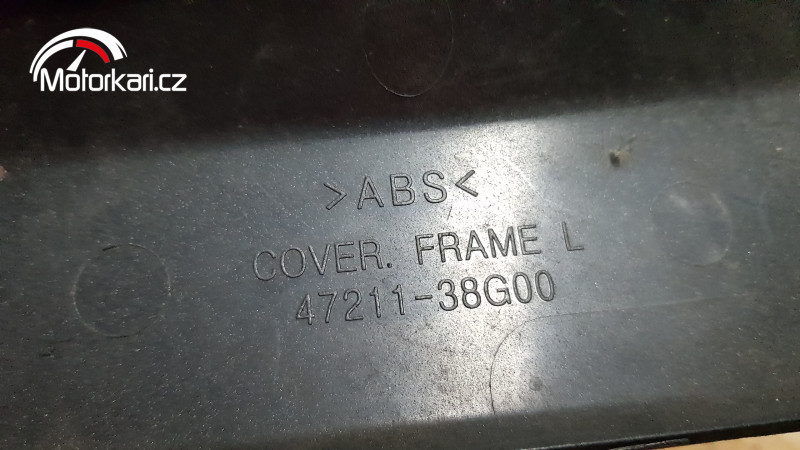 Motorkari.cz
>ABS<
COVER. FRAME L
47211-38G00